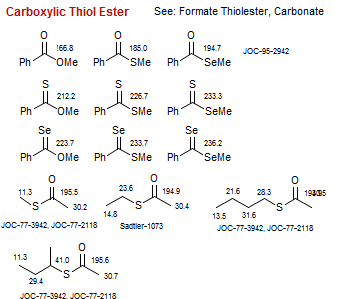 Carboxylic Thiol Ester See: Formate Thiolester, Carbonate
O O O
166.8 185.0 194.7 JOC-95-2942
Ph OMe Ph SMe Ph SeMe
S S S
212.2 226.7 233.3
Ph OMe Ph SMe Ph SeMe
Se Se Se
223.7 233.7 236.2
Ph OMe Ph SMe Ph SeMe
O O O
11.3 195.5 23.6 194.9 21.6 28.3
S 30.2 14.8 S 30.4 13.5 31.6 S
JOC-77-3942, JOC-77-2118 Sadtler-1073 JOC-77-3942, JOC-77-2118
O
11.3 41.0 195.6
29.4 S 30.7
JOC-77-3942, JOC-77-2118